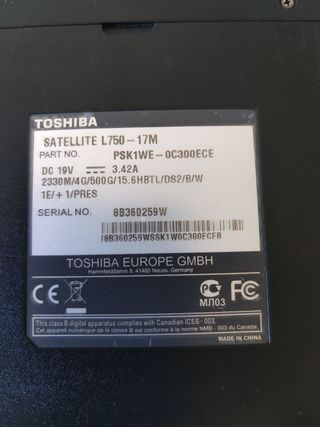 TOSHIBA
SATELLITE L750-17M
PART NO. PSK1WE-0C300ECE
DC 19V 3.42A
2330M/4G/500G/15.6HBTL/DS2/B/W
1E/+1/PRES
SERIAL NO. 8B360259W
I8B360259WSSK1W0C300ECEB
TOSHIBA EUROPE GMBH
Hammfelddamm 8, 41460 Neuss, Germany
CE
МЛ03
FC
This class B digital apparatus complies with Canadian ICES - 003.
Cet appareil numérique de la classe B est conforme a la norme NMB - 003 du Canada.
MADE IN CHINA